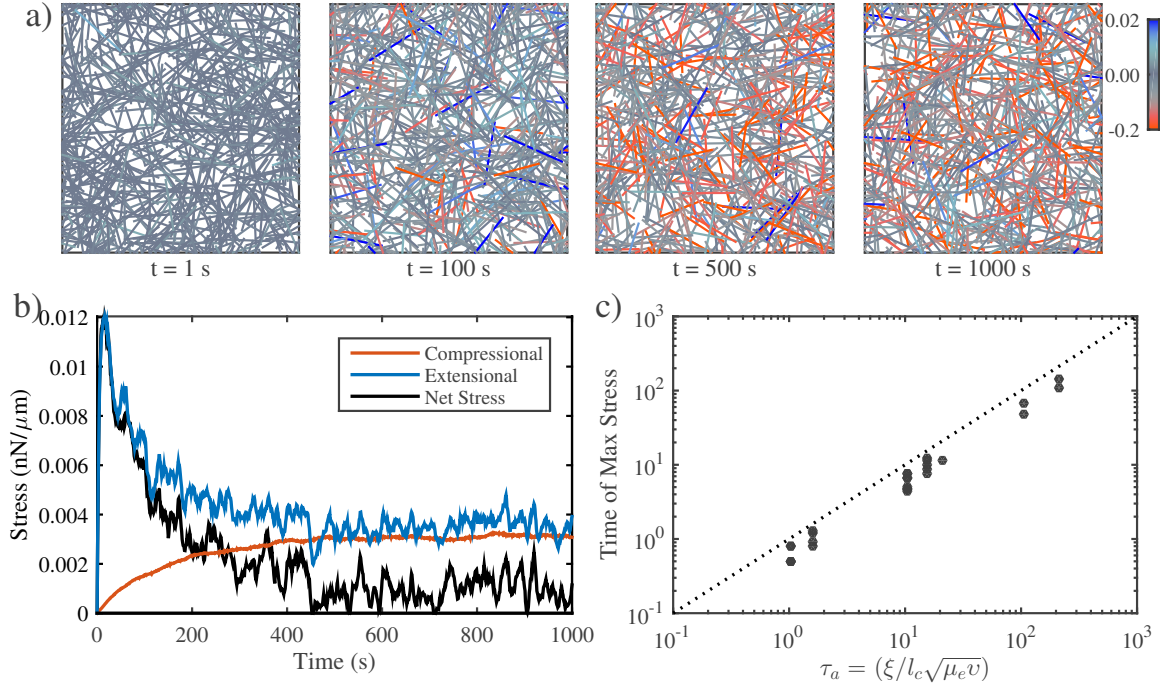 a)
0.02
0.00
-0.2
t = 1 s
t = 100 s
t = 500 s
t = 1000 s
b)
0.012
0.01
0.008
0.006
0.004
0.002
0
Stress (nN/μm)
Compressional
Extensional
Net Stress
0 200 400 600 800 1000
Time (s)
c)
10^3
10^2
10^1
10^0
10^-1
Time of Max Stress
10^-1 10^0 10^1 10^2 10^3
τ_a = (ξ/l_c√μ_eυ)